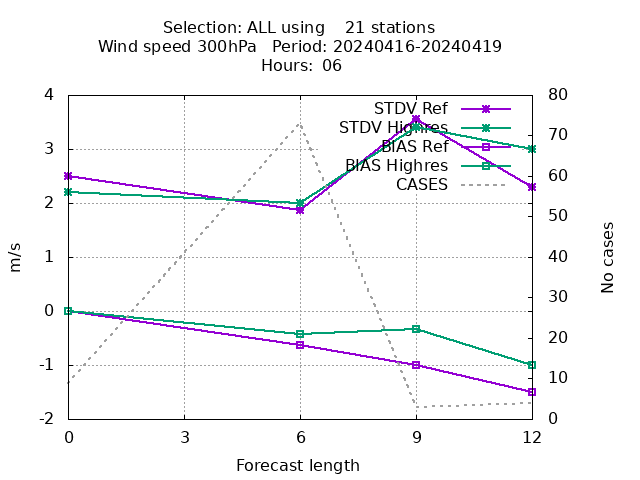 Selection: ALL using    21 stations
Wind speed 300hPa   Period: 20240416-20240419
Hours: 06
STDV Ref
STDV Highres
BIAS Ref
BIAS Highres
CASES
4
3
2
1
0
-1
-2
m/s
80
70
60
50
40
30
20
10
0
No cases
0 3 6 9 12
Forecast length